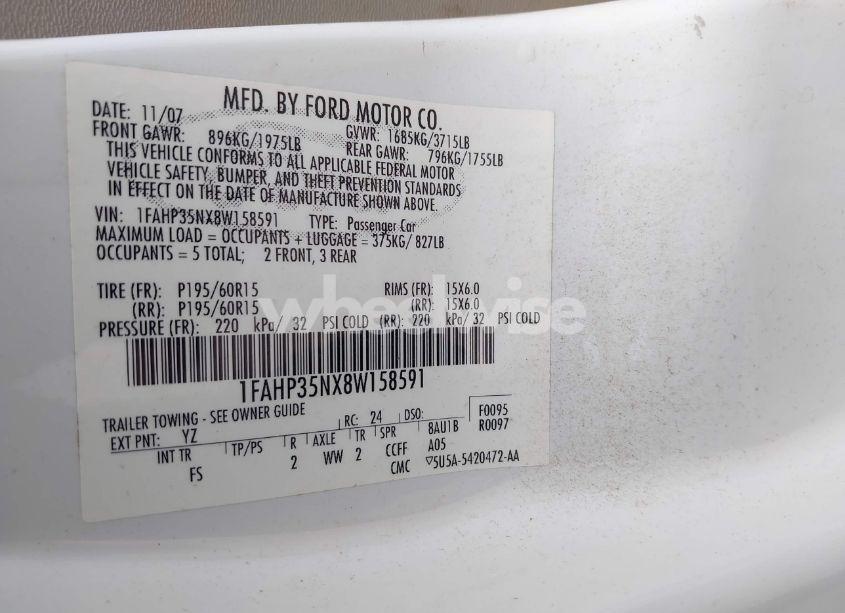 MFD. BY FORD MOTOR CO.
DATE: 11/07 GVWR: 1685KG/3715LB
FRONT GAWR: 896KG/1975LB REAR GAWR: 796KG/1755LB
THIS VEHICLE CONFORMS TO ALL APPLICABLE FEDERAL MOTOR
VEHICLE SAFETY, BUMPER, AND THEFT PREVENTION STANDARDS
IN EFFECT ON THE DATE OF MANUFACTURE SHOWN ABOVE.
VIN: 1FAHP35NX8W158591 TYPE: Passenger Car
MAXIMUM LOAD = OCCUPANTS + LUGGAGE = 375KG/ 827LB
OCCUPANTS = 5 TOTAL; 2 FRONT, 3 REAR
TIRE (FR): P195/60R15 RIMS (FR): 15X6.0
(RR): P195/60R15 (RR): 15X6.0
wheelwise
PRESSURE (FR): 220 kPa/ 32 PSI COLD (RR): 220 kPa/ 32 PSI COLD
1FAHP35NX8W158591
TRAILER TOWING - SEE OWNER GUIDE RC: 24 DSO: F0095
EXT PNT: YZ 8AU1B R0097
INT TR TP/PS R AXLE TR SPR A05
FS 2 WW 2 CCFF ▽5U5A-5420472-AA
CMC